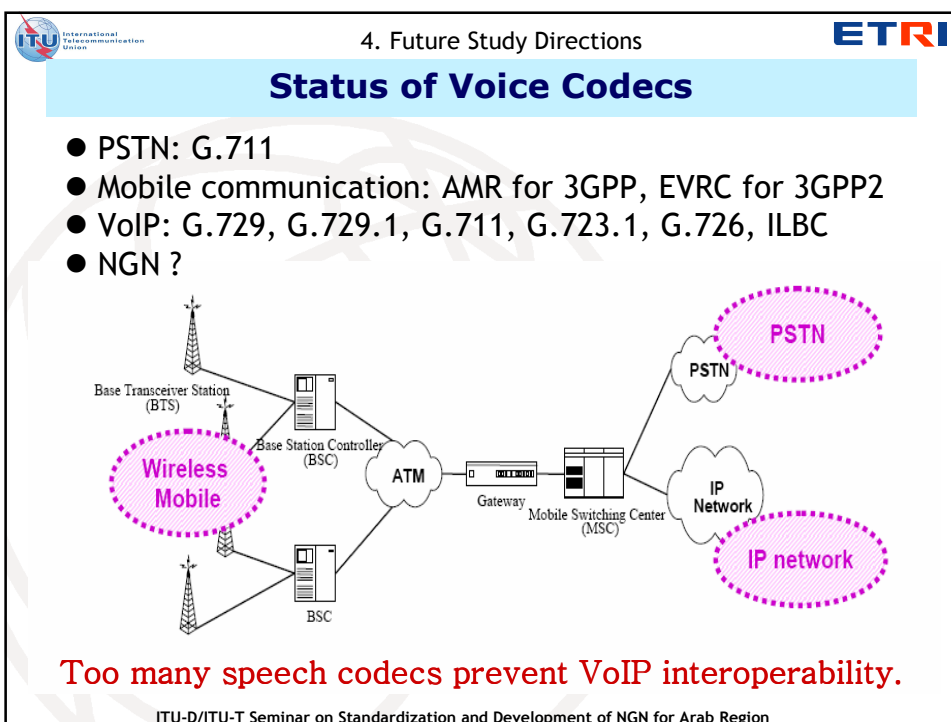 ITU
International
Telecommunication
Union
4. Future Study Directions
ETRI
Status of Voice Codecs
● PSTN: G.711
● Mobile communication: AMR for 3GPP, EVRC for 3GPP2
● VoIP: G.729, G.729.1, G.711, G.723.1, G.726, ILBC
● NGN ?
PSTN
PSTN
Base Transceiver Station
(BTS)
Base Station Controller
(BSC)
Wireless
Mobile
ATM
Gateway
Mobile Switching Center
(MSC)
IP
Network
IP network
BSC
Too many speech codecs prevent VoIP interoperability.
ITU-D/ITU-T Seminar on Standardization and Development of NGN for Arab Region